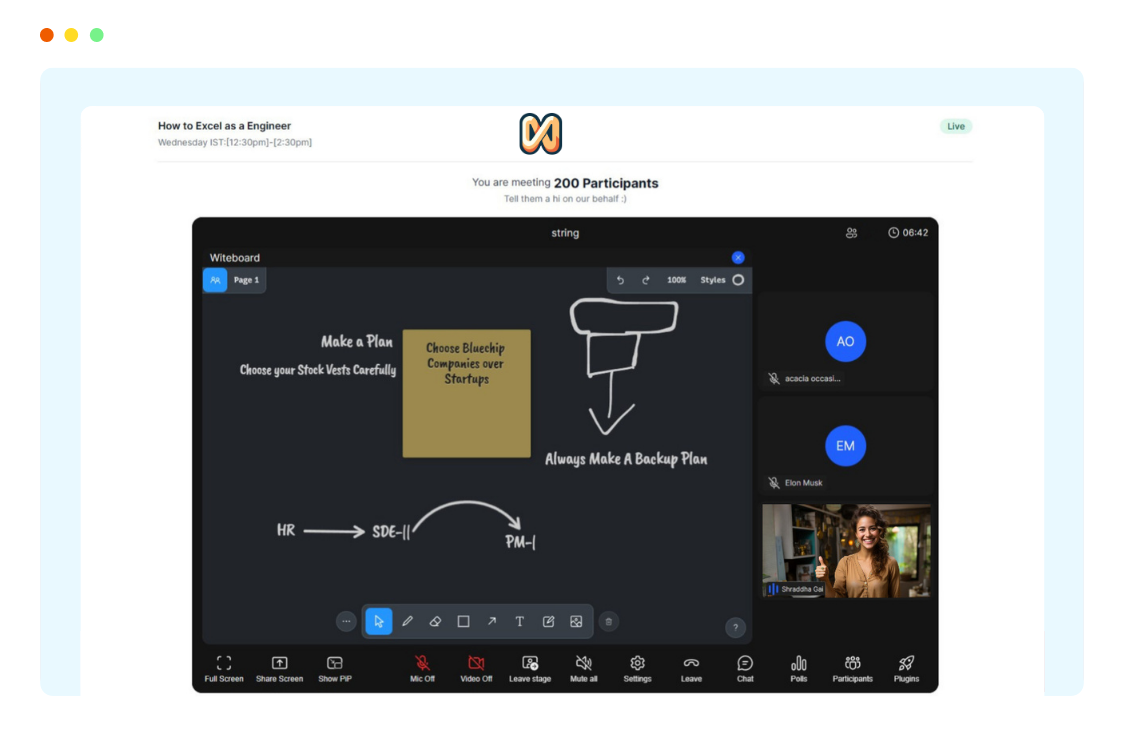 How to Excel as a Engineer
Wednesday IST:[12:30pm]-[2:30pm]
Live
You are meeting 200 Participants
Tell them a hi on our behalf :)
string
06:42
Witeboard
Page 1
100%
Styles
Make a Plan
Choose your Stock Vests Carefully
Choose Bluechip
Companies over
Startups
Always Make A Backup Plan
HR
SDE-||
PM-|
AO
acacia occasi...
EM
Elon Musk
Shraddha Gai
?
Full Screen
Share Screen
Show PiP
Mic Off
Video Off
Leave stage
Mute all
Settings
Leave
Chat
Polls
Participants
Plugins